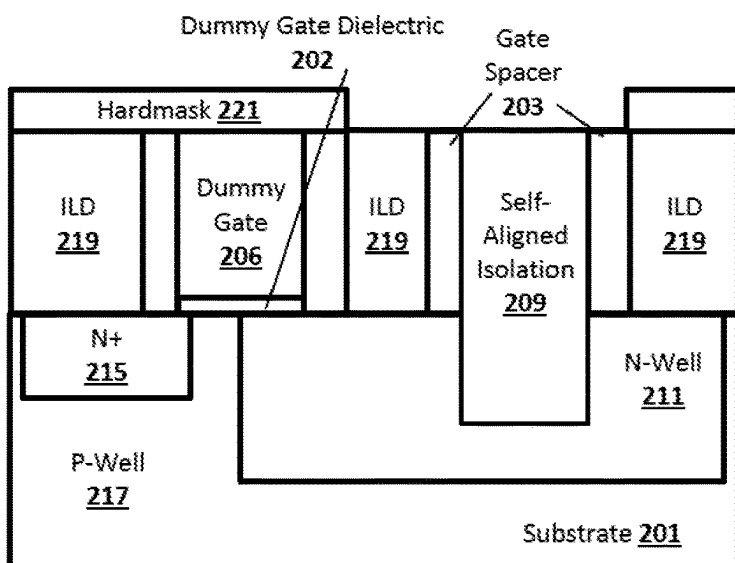 Dummy Gate Dielectric
202
Gate
Spacer
203
Hardmask 221
ILD
219
Dummy
Gate
206
ILD
219
Self-
Aligned
Isolation
209
ILD
219
N+
215
N-Well
211
P-Well
217
Substrate 201